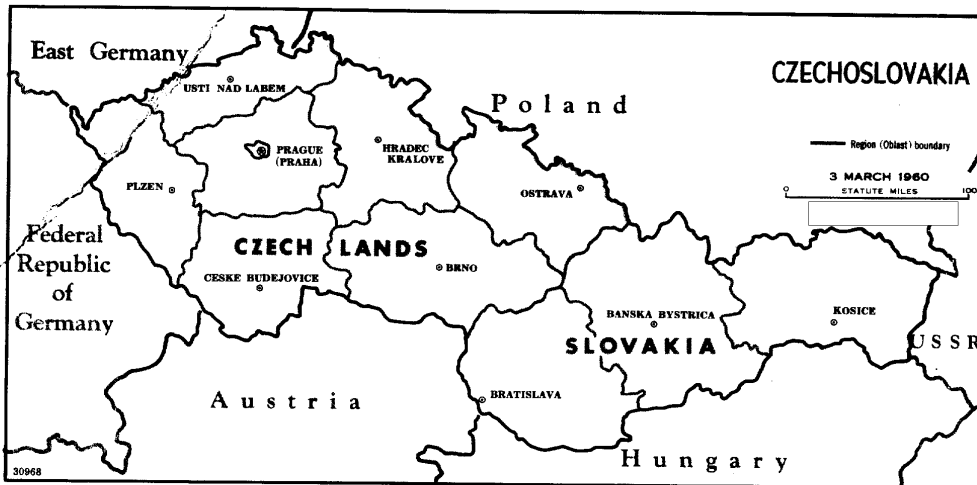 East Germany
CZECHOSLOVAKIA
USTI NAD LABEM
Poland
Region (Oblast) boundary
PRAGUE
(PRAHA)
HRADEC
KRALOVE
3 MARCH 1960
STATUTE MILES
0 100
PLZEN
OSTRAVA
Federal
Republic
of
Germany
CZECH LANDS
CESKE BUDEJOVICE
BRNO
BANSKA BYSTRICA
KOSICE
SLOVAKIA
USSR
Austria
BRATISLAVA
Hungary
30968